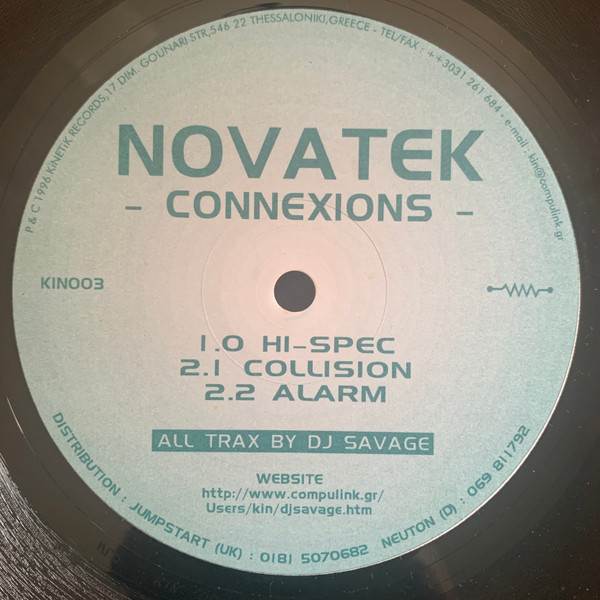 P & C 1996 KiNETiK RECORDS,17 DIM. GOUNARI STR,546 22 THESSALONIKI,GREECE - TEL/FAX : ++3031 261 684 - e-mail : kin@compulink.gr
NOVATEK
- CONNEXIONS -
KIN003
1.0 HI-SPEC
2.1 COLLISION
2.2 ALARM
ALL TRAX BY DJ SAVAGE
WEBSITE
http://www.compulink.gr/
Users/kin/djsavage.htm
DISTRIBUTION : JUMPSTART (UK) : 0181 5070682 NEUTON (D) : 069 811792